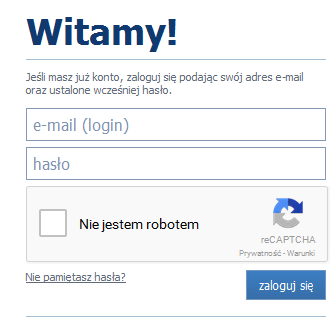 Witamy!
Jeśli masz już konto, zaloguj się podając swój adres e-mail
oraz ustalone wcześniej hasło.
e-mail (login)
hasło
Nie jestem robotem
reCAPTCHA
Prywatność - Warunki
Nie pamiętasz hasła?
zaloguj się